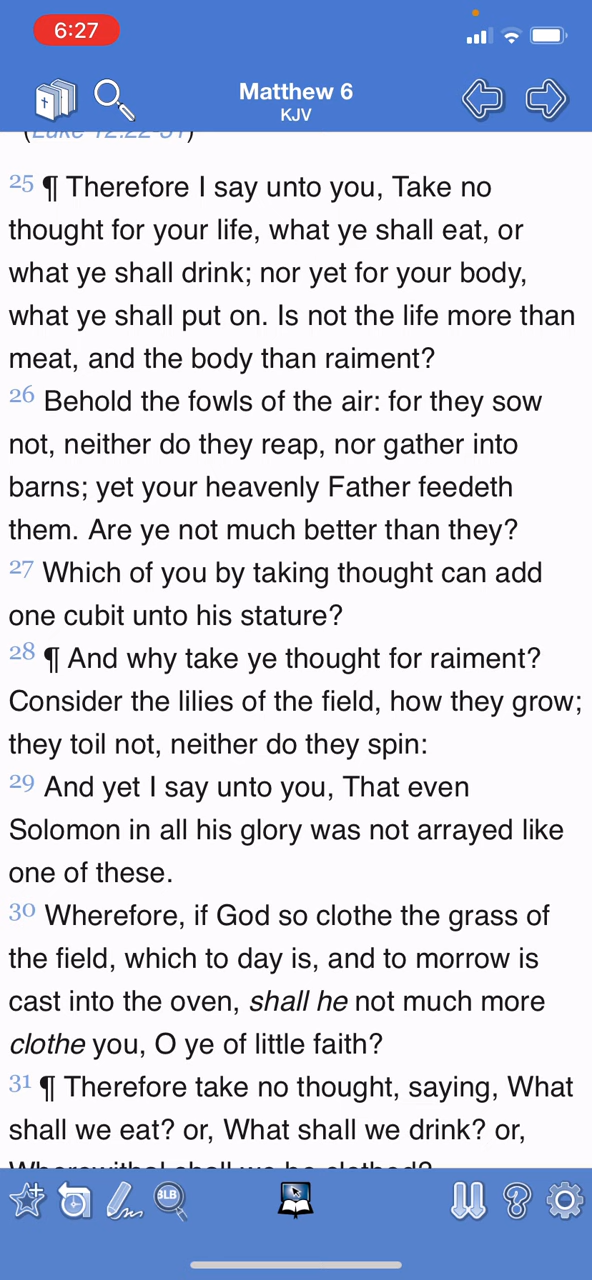 6:27
Matthew 6
KJV
(Luke 12:22-31)
25 ¶ Therefore I say unto you, Take no
thought for your life, what ye shall eat, or
what ye shall drink; nor yet for your body,
what ye shall put on. Is not the life more than
meat, and the body than raiment?
26 Behold the fowls of the air: for they sow
not, neither do they reap, nor gather into
barns; yet your heavenly Father feedeth
them. Are ye not much better than they?
27 Which of you by taking thought can add
one cubit unto his stature?
28 ¶ And why take ye thought for raiment?
Consider the lilies of the field, how they grow;
they toil not, neither do they spin:
29 And yet I say unto you, That even
Solomon in all his glory was not arrayed like
one of these.
30 Wherefore, if God so clothe the grass of
the field, which to day is, and to morrow is
cast into the oven, shall he not much more
clothe you, O ye of little faith?
31 ¶ Therefore take no thought, saying, What
shall we eat? or, What shall we drink? or,
Wherewithal shall we be clothed?
BLB